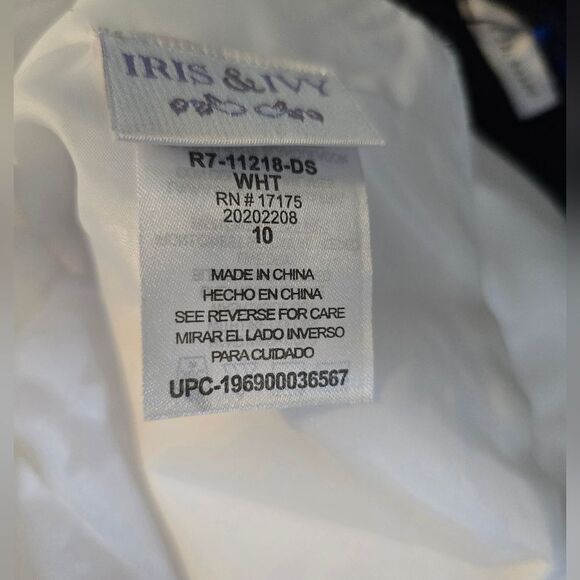 IRIS & IVY
R7-11218-DS
WHT
RN # 17175
20202208
10
MADE IN CHINA
HECHO EN CHINA
SEE REVERSE FOR CARE
MIRAR EL LADO INVERSO
PARA CUIDADO
UPC-196900036567